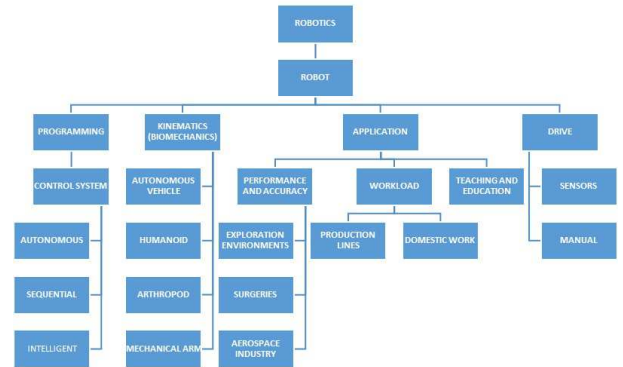 ROBOTICS
ROBOT
PROGRAMMING
KINEMATICS
(BIOMECHANICS)
APPLICATION
DRIVE
CONTROL SYSTEM
AUTONOMOUS
VEHICLE
PERFORMANCE
AND ACCURACY
WORKLOAD
TEACHING AND
EDUCATION
SENSORS
AUTONOMOUS
HUMANOID
EXPLORATION
ENVIRONMENTS
PRODUCTION
LINES
DOMESTIC WORK
MANUAL
SEQUENTIAL
ARTHROPOD
SURGERIES
INTELLIGENT
MECHANICAL ARM
AEROSPACE
INDUSTRY